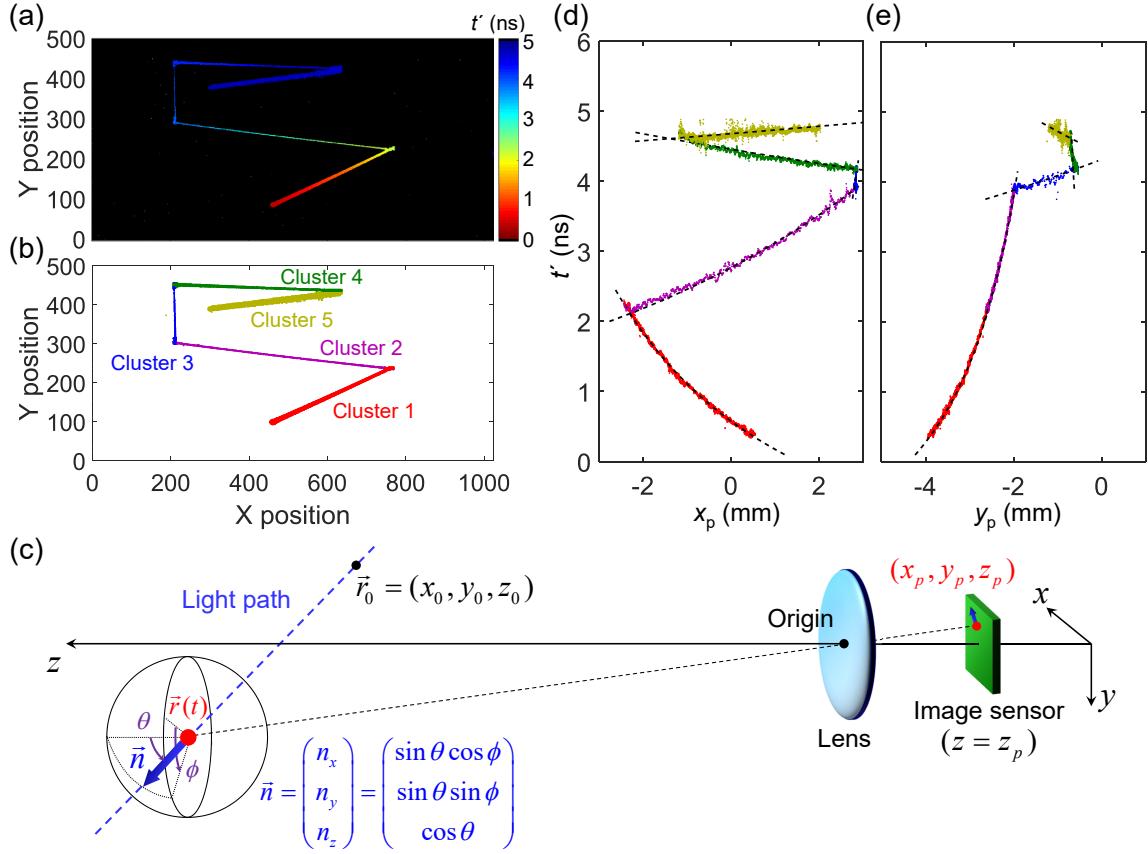 (a)
t′ (ns)
500
400
300
200
100
0
Y position
5
4
3
2
1
0
(b)
500
400
300
200
100
0
Y position
Cluster 4
Cluster 5
Cluster 2
Cluster 3
Cluster 1
0 200 400 600 800 1000
X position
(d)
6
5
4
3
2
1
0
t′ (ns)
-2 0 2
xp (mm)
(e)
-4 -2 0
yp (mm)
(c)
Light path
r⃗0 = (x0, y0, z0)
(xp, yp, zp)
Origin
x
z
y
r⃗(t)
θ
n⃗
ϕ
Lens
Image sensor
(z = zp)
n⃗ = (nx ny nz) = (sin θ cos ϕ
sin θ sin ϕ
cos θ)